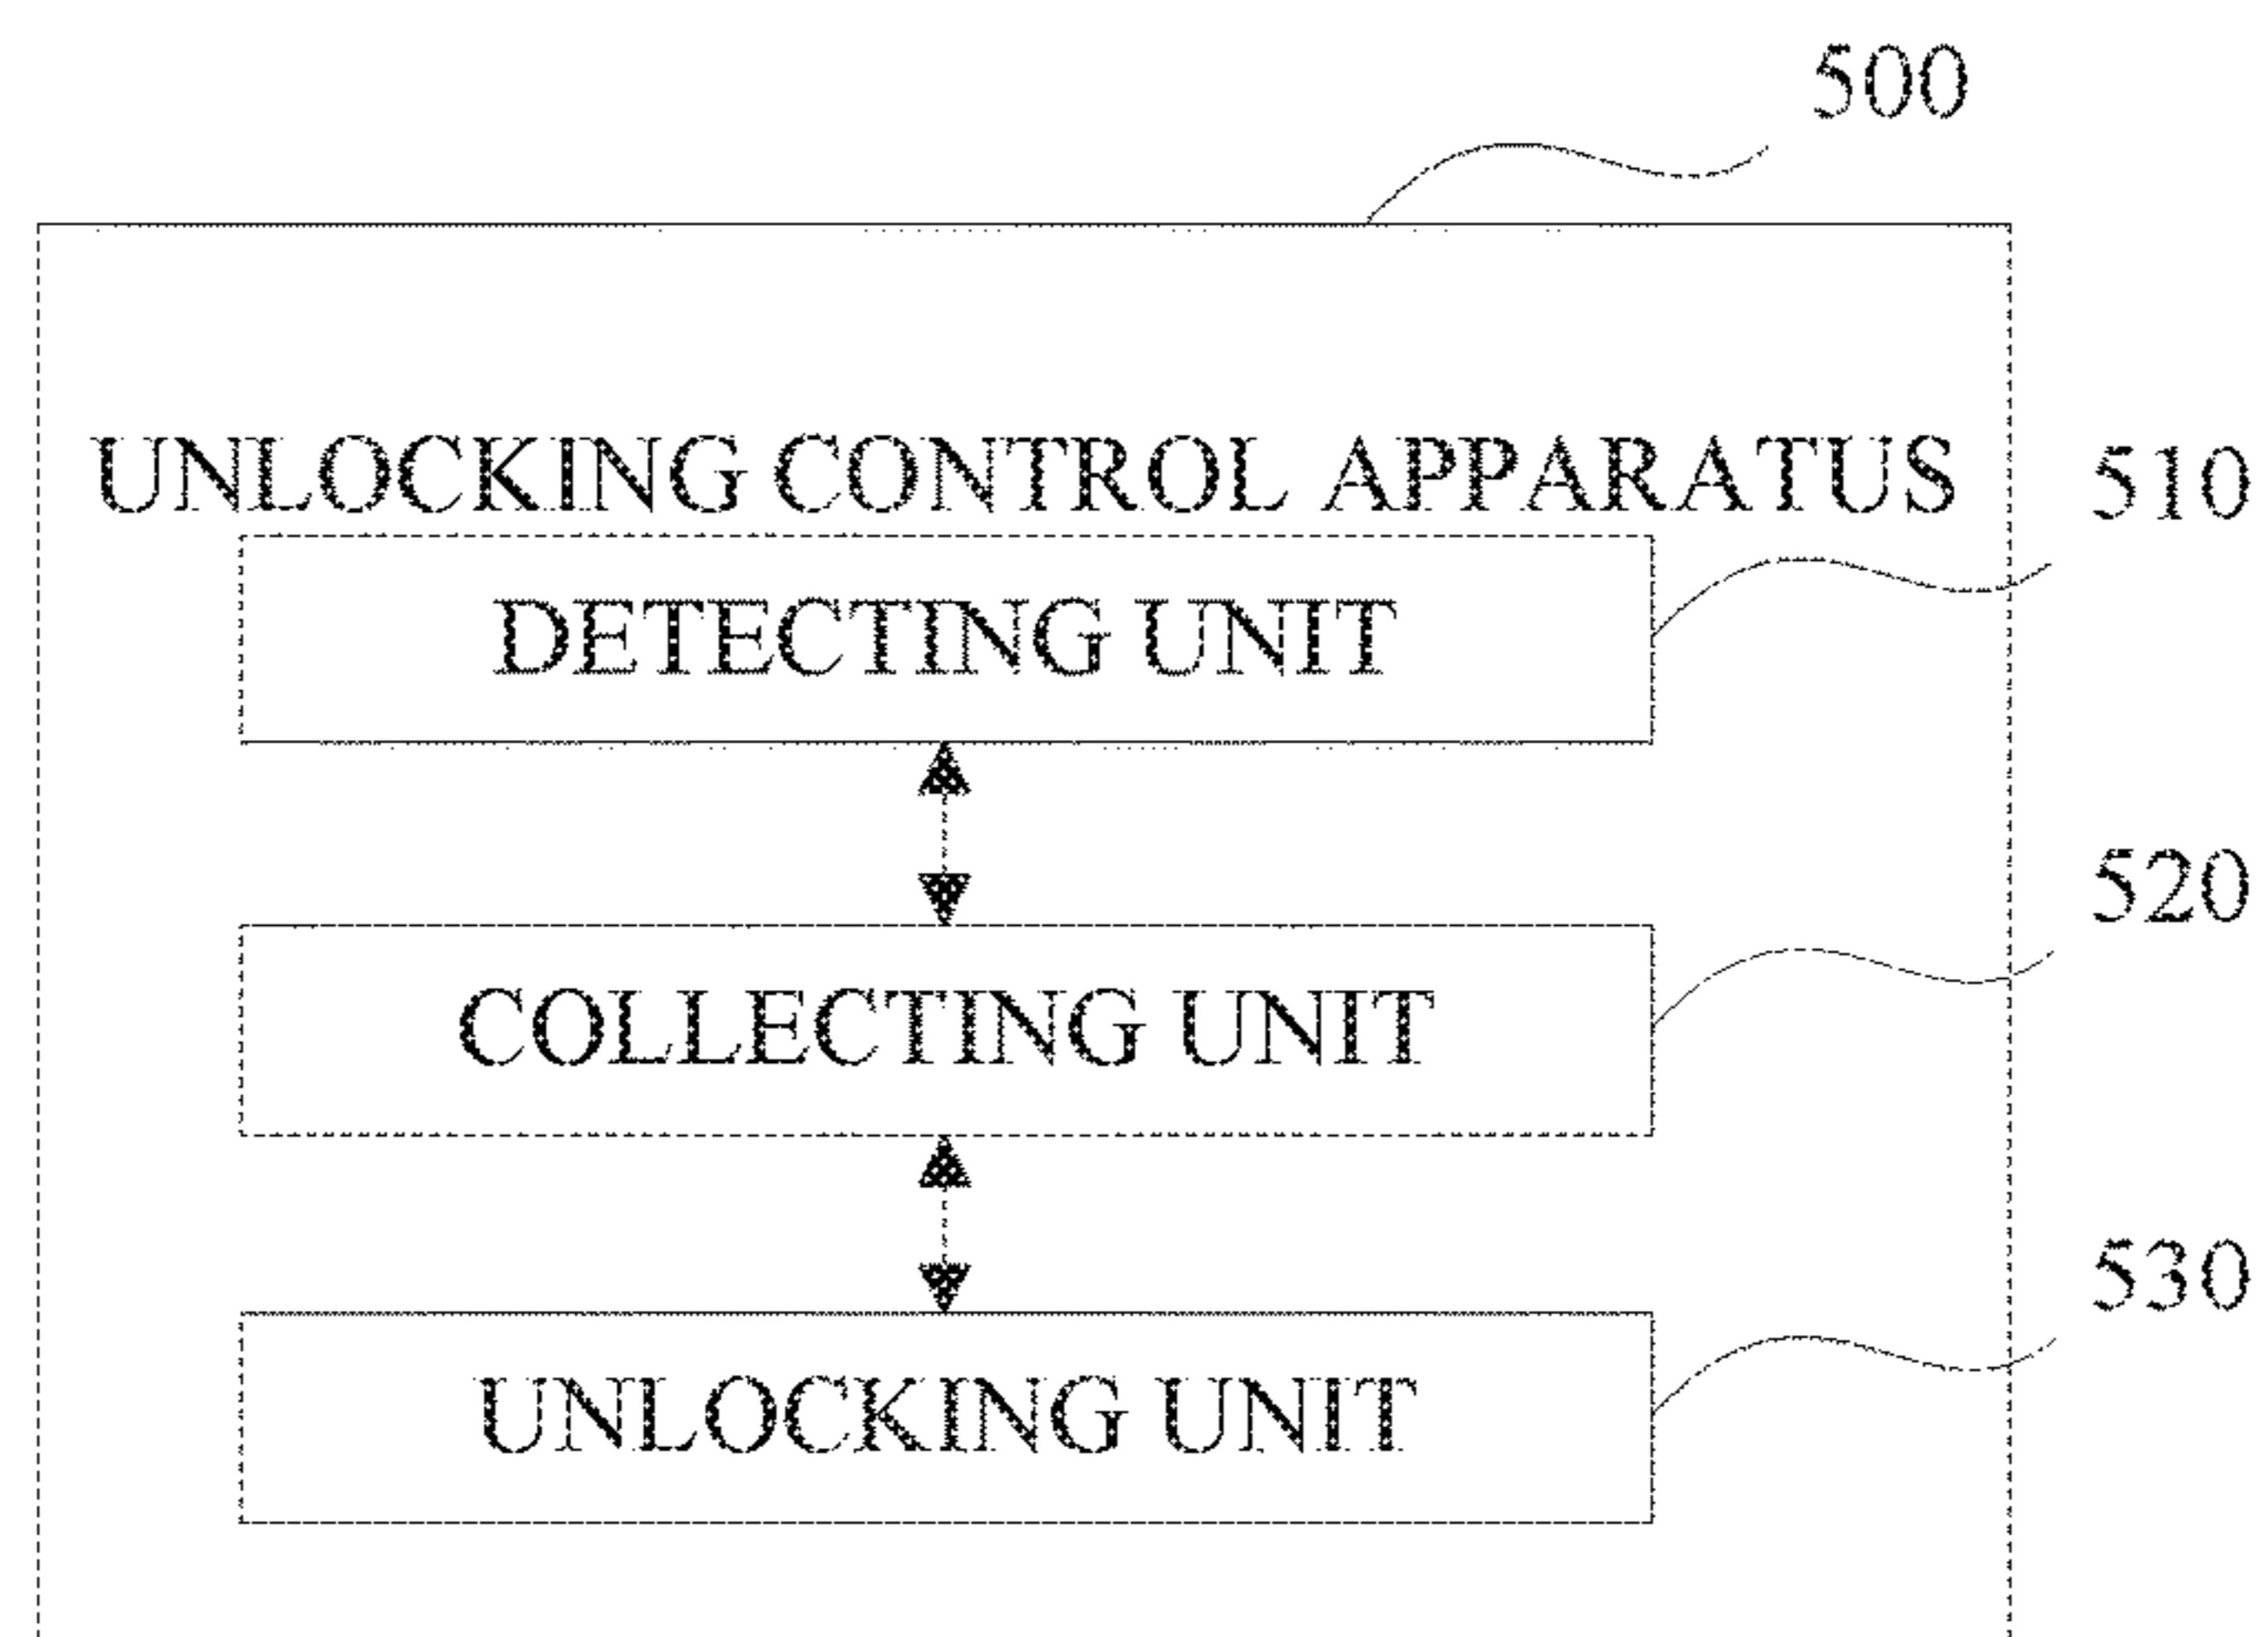 500
UNLOCKING CONTROL APPARATUS
510
DETECTING UNIT
520
COLLECTING UNIT
530
UNLOCKING UNIT